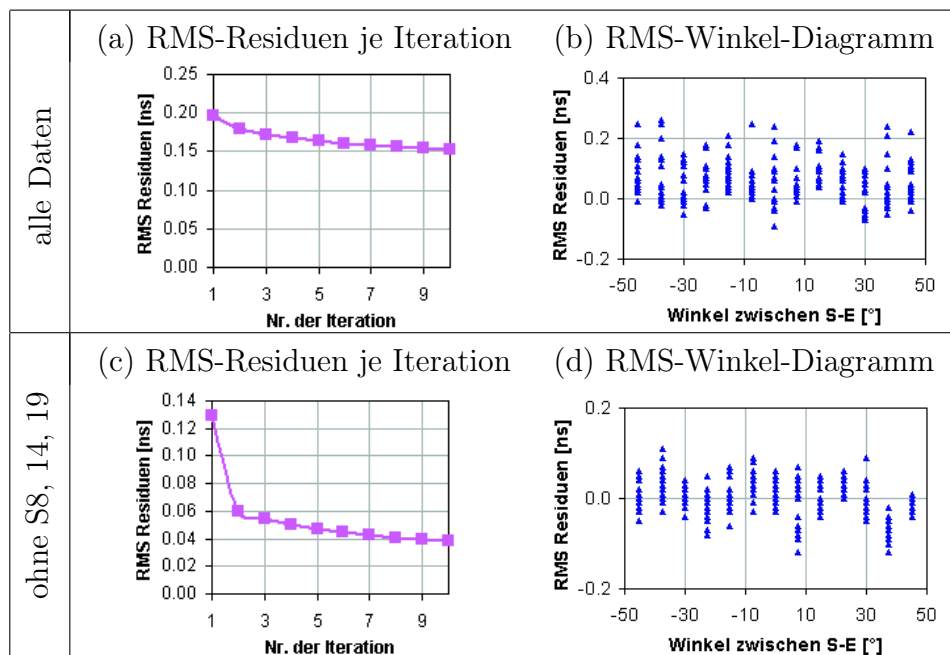 alle Daten
(a) RMS-Residuen je Iteration
RMS Residuen [ns]
0.25
0.20
0.15
0.10
0.05
0.00
1 3 5 7 9
Nr. der Iteration
(b) RMS-Winkel-Diagramm
RMS Residuen [ns]
0.4
0.2
0.0
-0.2
-50 -30 -10 10 30 50
Winkel zwischen S-E [°]
ohne S8, 14, 19
(c) RMS-Residuen je Iteration
RMS Residuen [ns]
0.14
0.12
0.10
0.08
0.06
0.04
0.02
0.00
1 3 5 7 9
Nr. der Iteration
(d) RMS-Winkel-Diagramm
RMS Residuen [ns]
0.2
0.0
-0.2
-50 -30 -10 10 30 50
Winkel zwischen S-E [°]